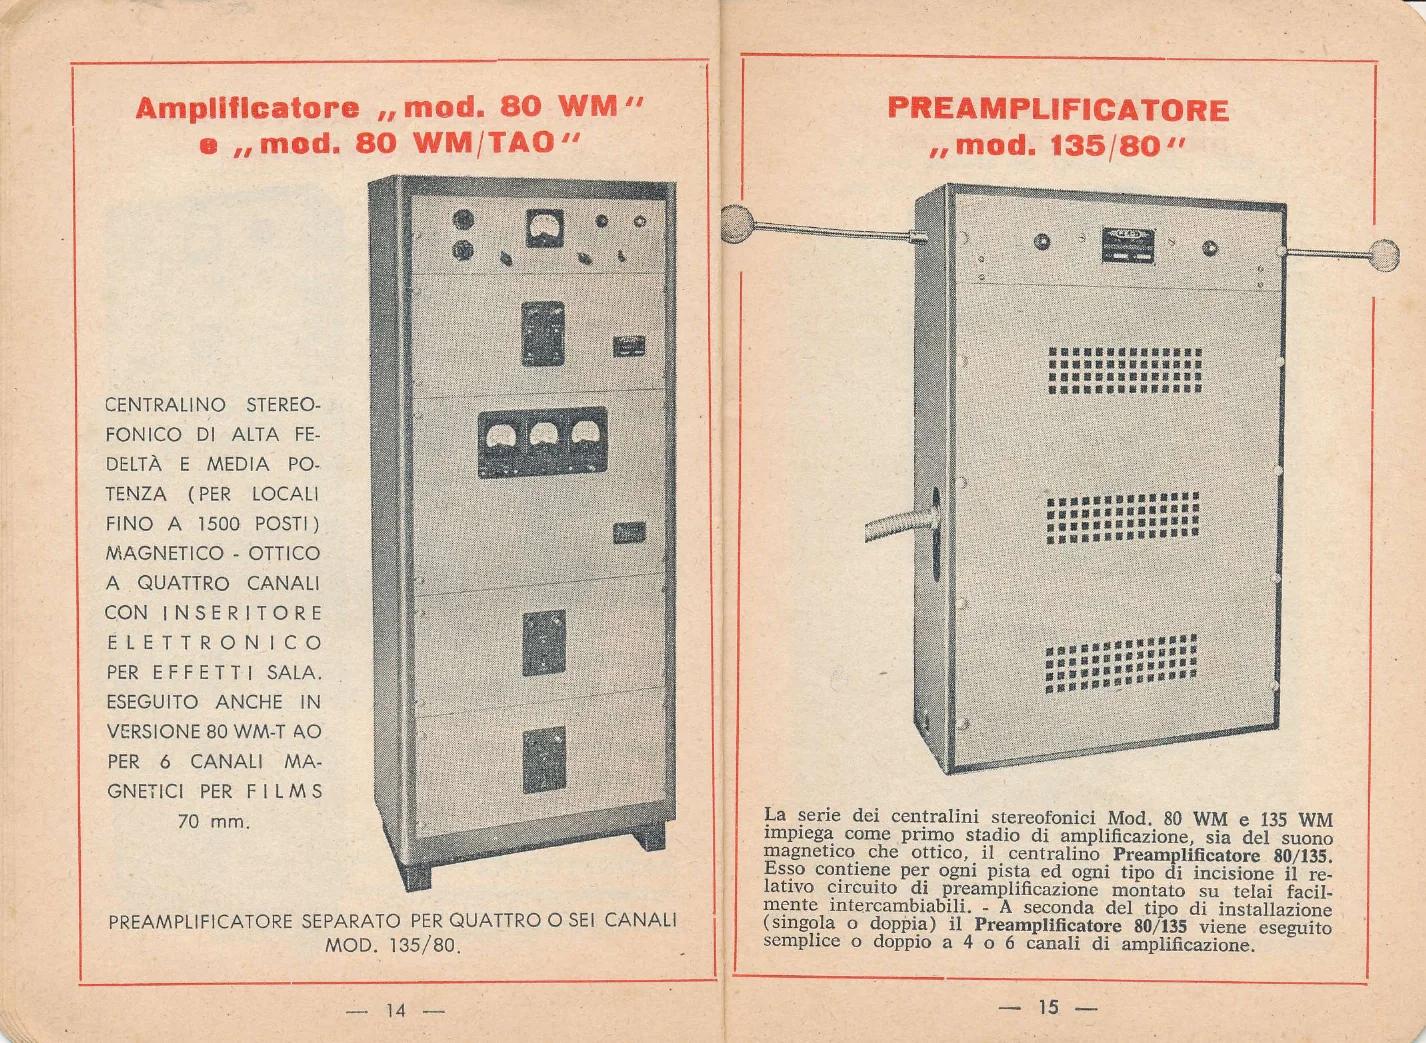 Amplificatore „mod. 80 WM“
e „mod. 80 WM/TAO“
CENTRALINO STEREO-
FONICO DI ALTA FE-
DELTÀ E MEDIA PO-
TENZA (PER LOCALI
FINO A 1500 POSTI)
MAGNETICO - OTTICO
A QUATTRO CANALI
CON INSERITORE
ELETTRONICO
PER EFFETTI SALA.
ESEGUITO ANCHE IN
VERSIONE 80 WM-T AO
PER 6 CANALI MA-
GNETICI PER FILMS
70 mm.
PREAMPLIFICATORE SEPARATO PER QUATTRO O SEI CANALI
MOD. 135/80.
— 14 —
PREAMPLIFICATORE
„mod. 135/80“
La serie dei centralini stereofonici Mod. 80 WM e 135 WM
impiega come primo stadio di amplificazione, sia del suono
magnetico che ottico, il centralino Preamplificatore 80/135.
Esso contiene per ogni pista ed ogni tipo di incisione il re-
lativo circuito di preamplificazione montato su telai facil-
mente intercambiabili. - A seconda del tipo di installazione
(singola o doppia) il Preamplificatore 80/135 viene eseguito
semplice o doppio a 4 o 6 canali di amplificazione.
— 15 —